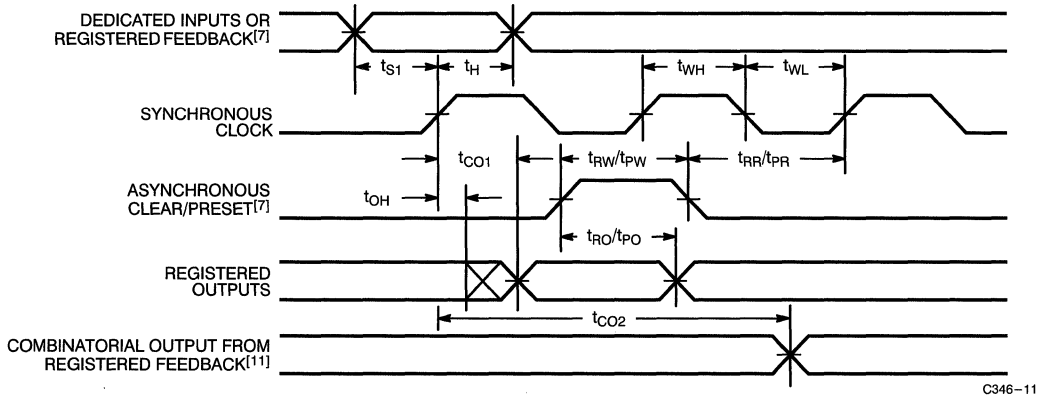 DEDICATED INPUTS OR
REGISTERED FEEDBACK[7]
tS1
tH
tWH
tWL
SYNCHRONOUS
CLOCK
tCO1
tRW/tPW
tRR/tPR
ASYNCHRONOUS
CLEAR/PRESET[7]
tOH
tRO/tPO
REGISTERED
OUTPUTS
tCO2
COMBINATORIAL OUTPUT FROM
REGISTERED FEEDBACK[11]
C346–11